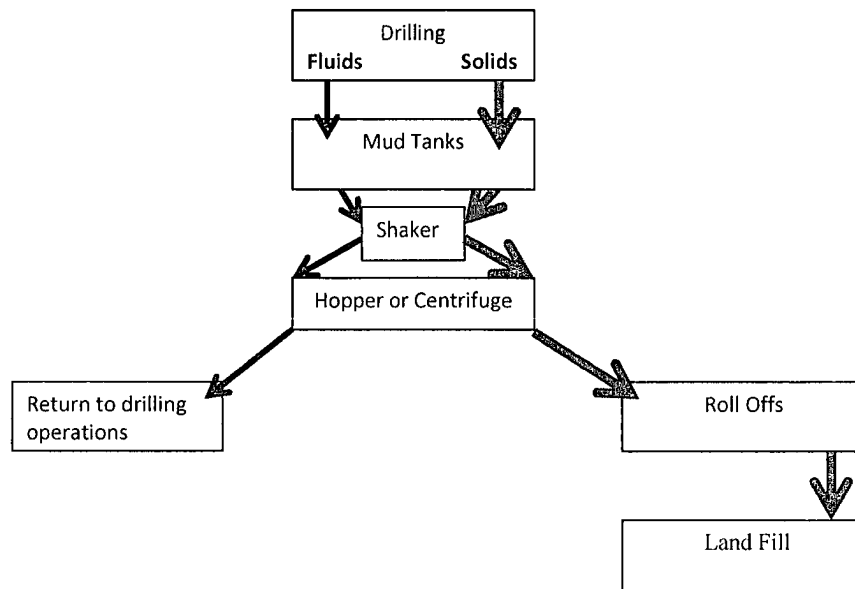 Drilling
Fluids Solids
Mud Tanks
Shaker
Hopper or Centrifuge
Return to drilling
operations
Roll Offs
Land Fill